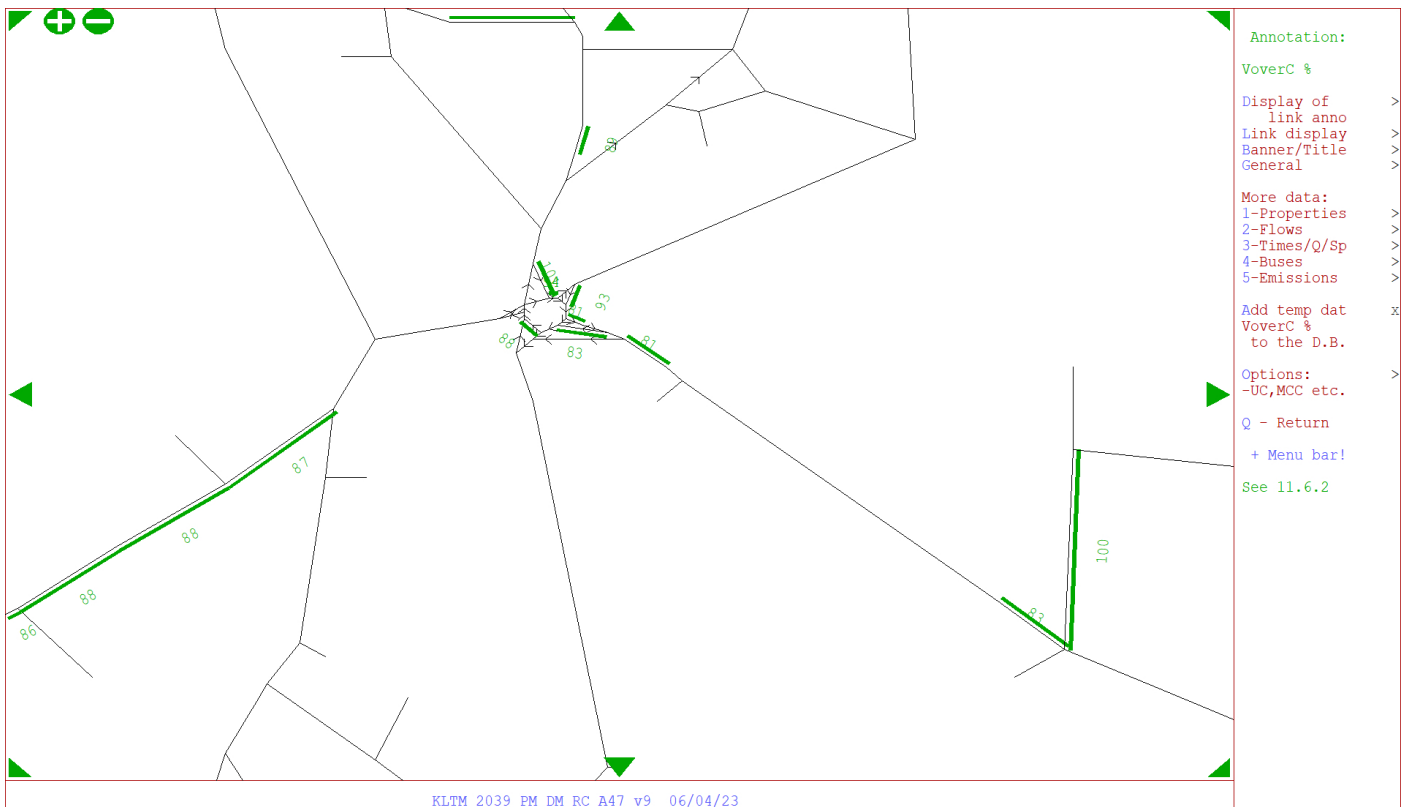 Annotation:
VoverC %
Display of >
link anno
Link display >
Banner/Title >
General >
More data:
1-Properties >
2-Flows >
3-Times/Q/Sp >
4-Buses >
5-Emissions >
Add temp dat x
VoverC %
to the D.B.
Options: >
-UC,MCC etc.
Q - Return
+ Menu bar!
See 11.6.2
93
88
83
81
87
88
88
86
100
83
KLTM 2039 PM DM RC A47 v9 06/04/23